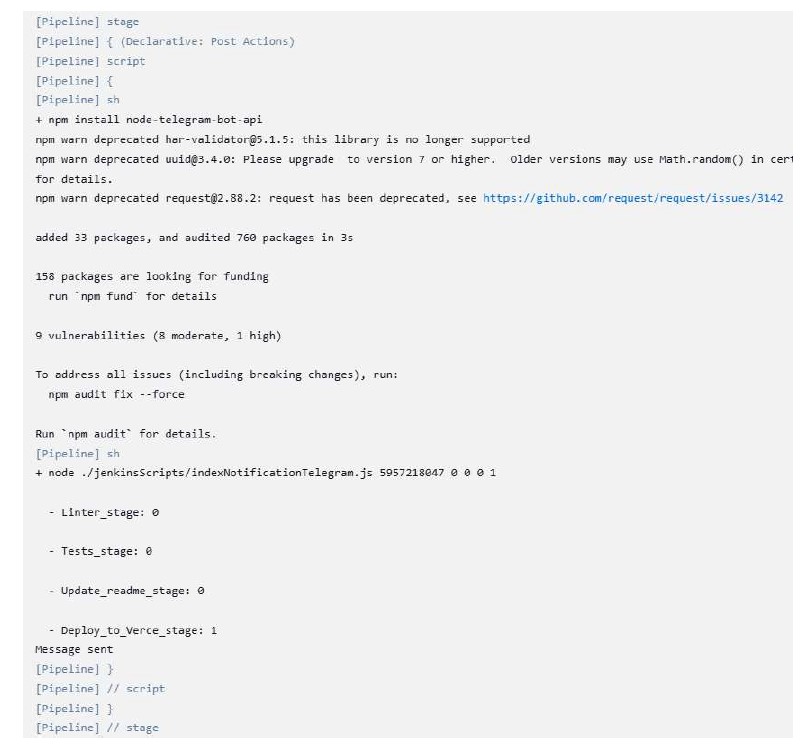 [Pipeline] stage
[Pipeline] { (Declarative: Post Actions)
[Pipeline] script
[Pipeline] {
[Pipeline] sh
+ npm install node-telegram-bot-api
npm warn deprecated har-validator@5.1.5: this library is no longer supported
npm warn deprecated uuid@3.4.0: Please upgrade  to version 7 or higher.  Older versions may use Math.random() in cert
for details.
npm warn deprecated request@2.88.2: request has been deprecated, see https://github.com/request/request/issues/3142
added 33 packages, and audited 760 packages in 3s
158 packages are looking for funding
  run `npm fund` for details
9 vulnerabilities (8 moderate, 1 high)
To address all issues (including breaking changes), run:
  npm audit fix --force
Run `npm audit` for details.
[Pipeline] sh
+ node ./jenkinsScripts/indexNotificationTelegram.js 5957218047 0 0 0 1
  - Linter_stage: 0
  - Tests_stage: 0
  - Update_readme_stage: 0
  - Deploy_to_Verce_stage: 1
Message sent
[Pipeline] }
[Pipeline] // script
[Pipeline] }
[Pipeline] // stage